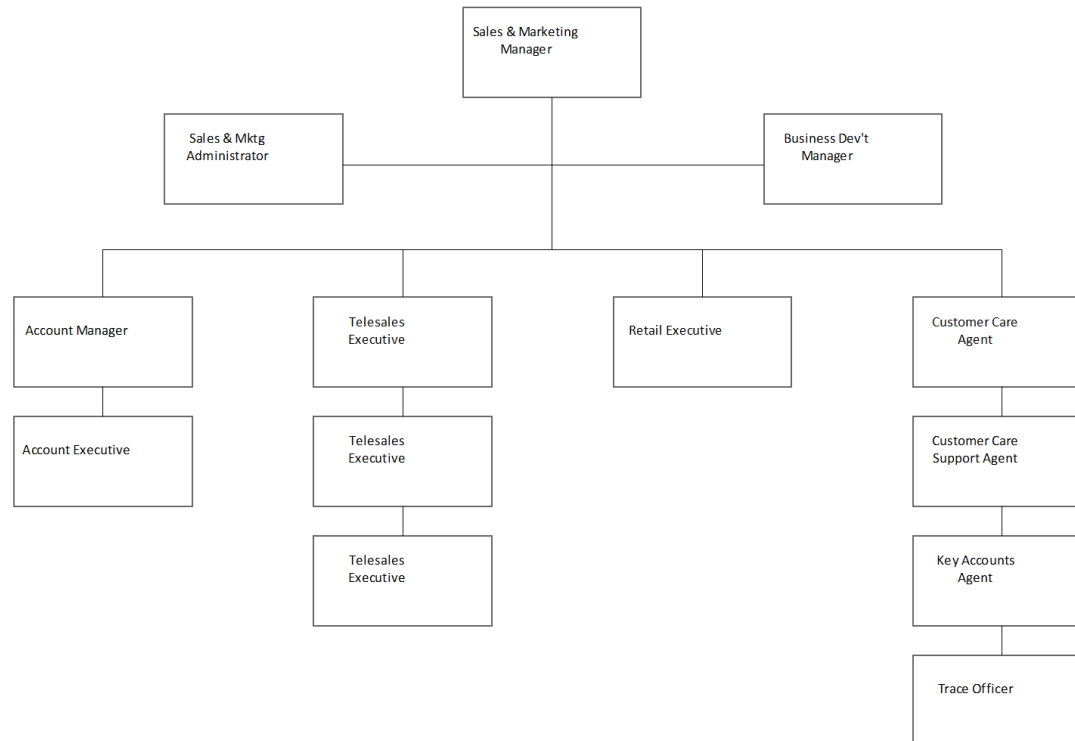 Sales & Marketing
Manager
Sales & Mktg
Administrator
Business Dev't
Manager
Account Manager
Telesales
Executive
Retail Executive
Customer Care
Agent
Account Executive
Telesales
Executive
Customer Care
Support Agent
Telesales
Executive
Key Accounts
Agent
Trace Officer